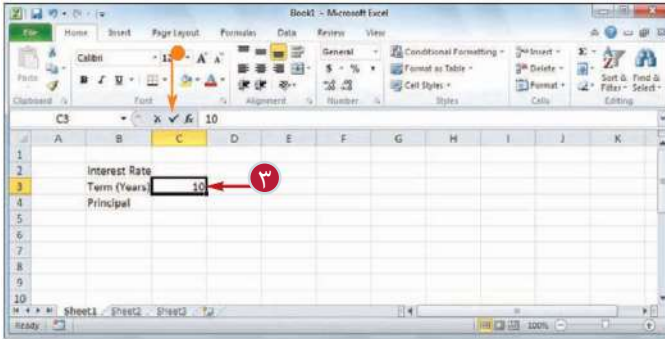 Book1 - Microsoft Excel
File Home Insert Page Layout Formulas Data Review View
Calibri General Conditional Formatting Insert
B I U $ % Format as Table Delete Sort & Find &
Paste Cell Styles Format Filter Select
Clipboard Font Alignment Number Styles Cells Editing
C3 fx 10
A B C D E F G H I J K
1
2 Interest Rate
3 Term (Years) 10 ٣
4 Principal
5
6
7
8
9
10
Sheet1 Sheet2 Sheet3
Ready 100%